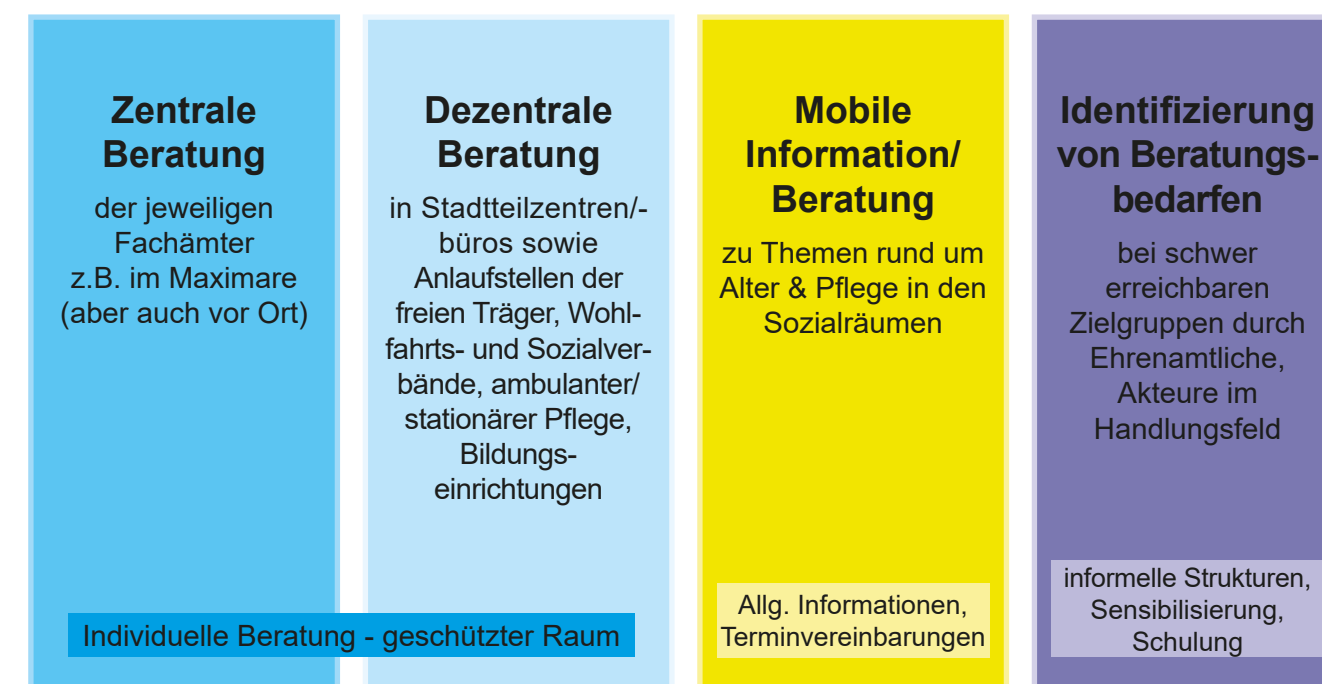 Zentrale
Beratung
der jeweiligen
Fachämter
z.B. im Maximare
(aber auch vor Ort)
Dezentrale
Beratung
in Stadtteilzentren/-
büros sowie
Anlaufstellen der
freien Träger, Wohl-
fahrts- und Sozialver-
bände, ambulanter/
stationärer Pflege,
Bildungs-
einrichtungen
Individuelle Beratung - geschützter Raum
Mobile
Information/
Beratung
zu Themen rund um
Alter & Pflege in den
Sozialräumen
Allg. Informationen,
Terminvereinbarungen
Identifizierung
von Beratungs-
bedarfen
bei schwer
erreichbaren
Zielgruppen durch
Ehrenamtliche,
Akteure im
Handlungsfeld
informelle Strukturen,
Sensibilisierung,
Schulung